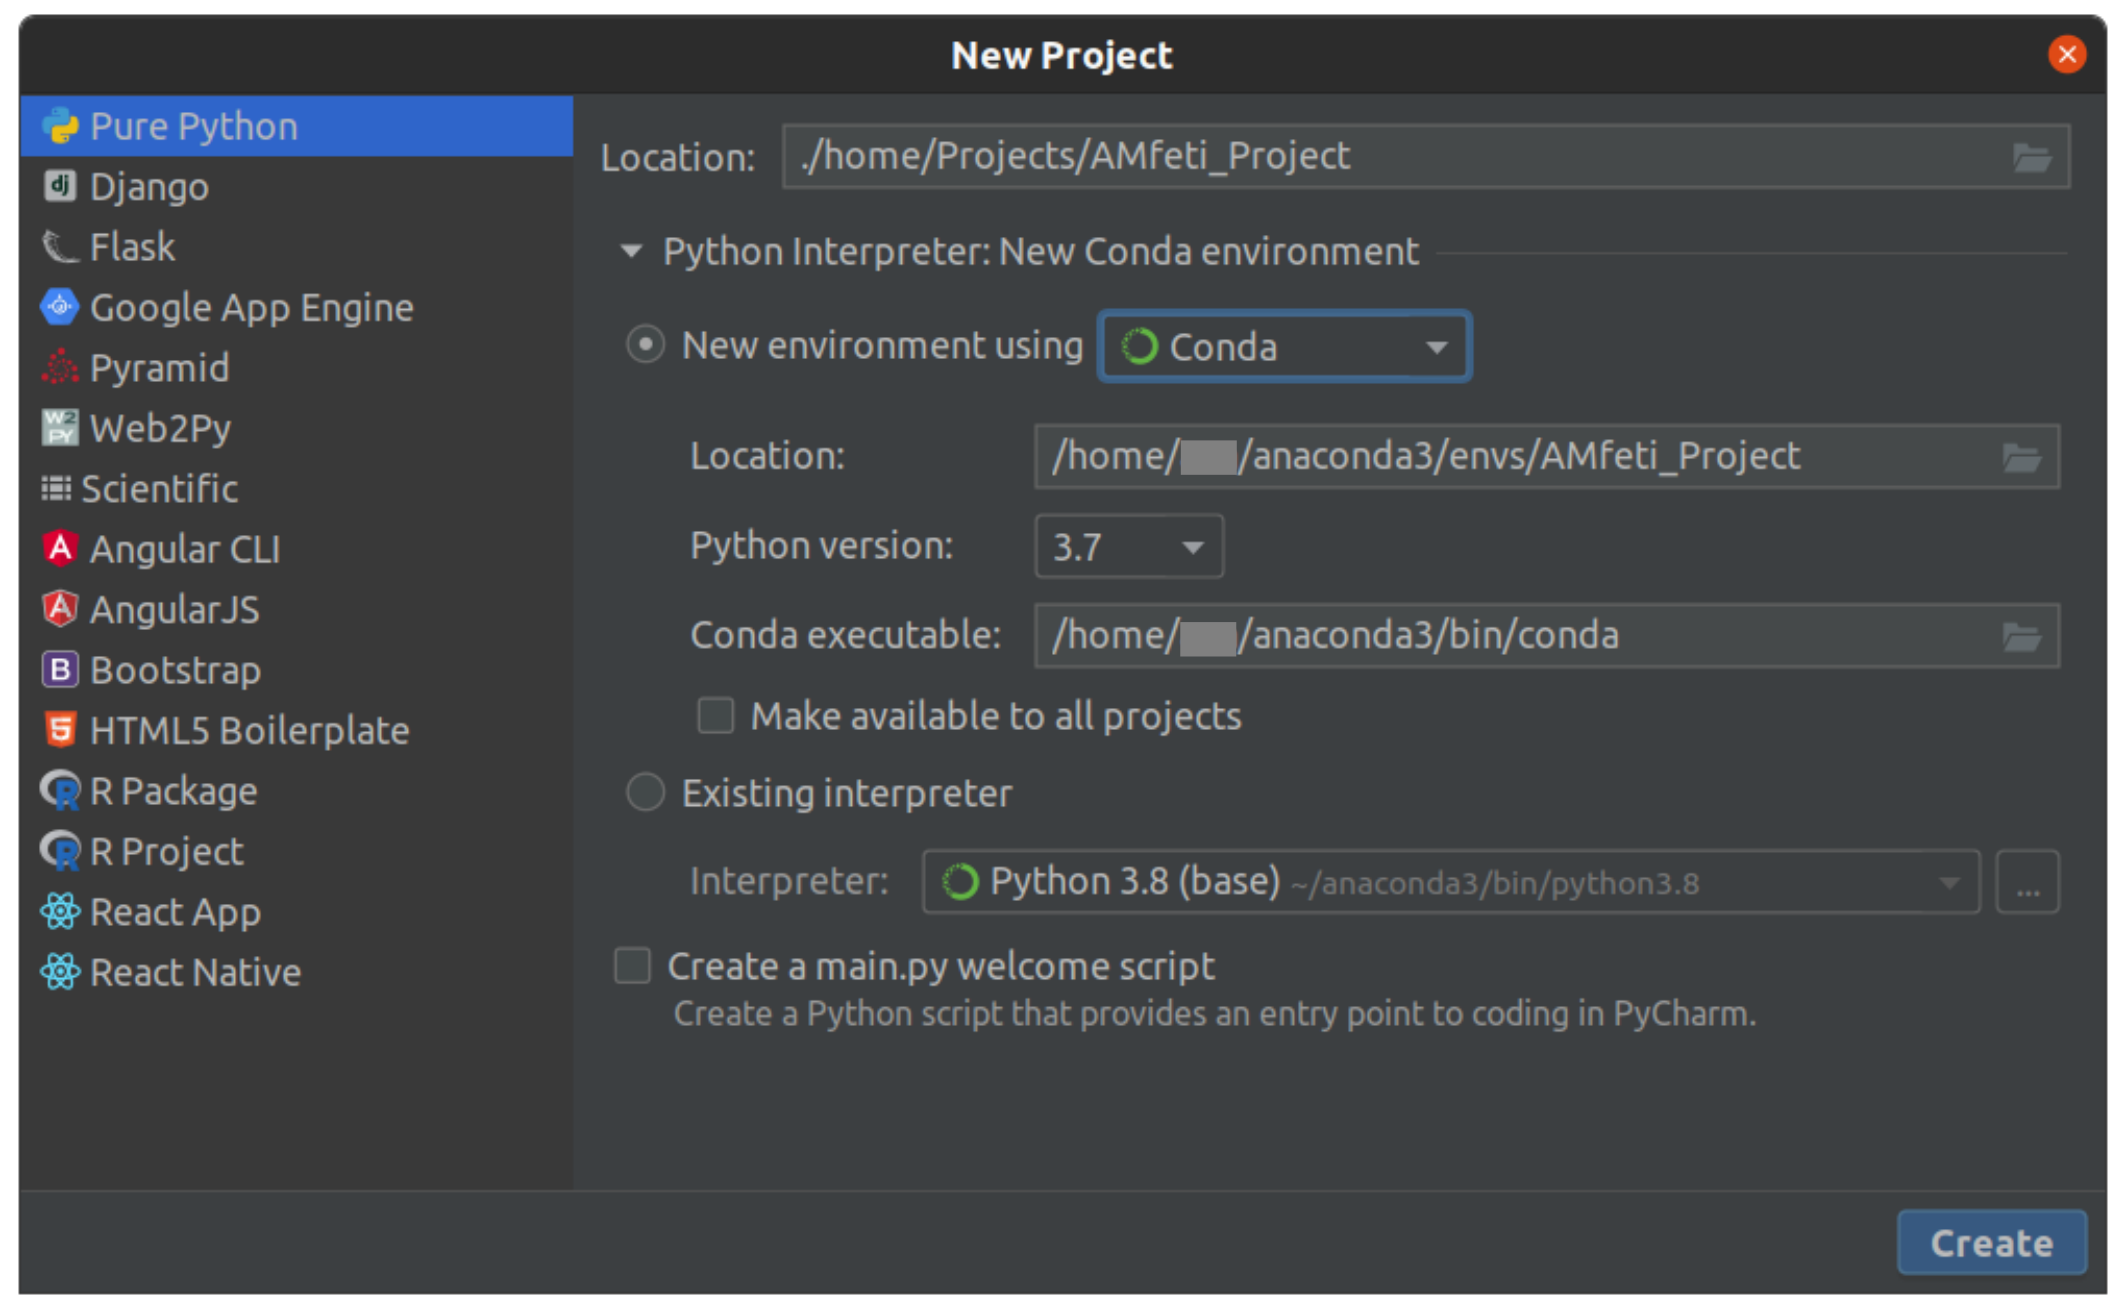 New Project
Pure Python
Django
Flask
Google App Engine
Pyramid
Web2Py
Scientific
Angular CLI
AngularJS
Bootstrap
HTML5 Boilerplate
R Package
R Project
React App
React Native
Location: ./home/Projects/AMfeti_Project
Python Interpreter: New Conda environment
New environment using Conda
Location: /home/ /anaconda3/envs/AMfeti_Project
Python version: 3.7
Conda executable: /home/ /anaconda3/bin/conda
Make available to all projects
Existing interpreter
Interpreter: Python 3.8 (base) ~/anaconda3/bin/python3.8 ...
Create a main.py welcome script
Create a Python script that provides an entry point to coding in PyCharm.
Create